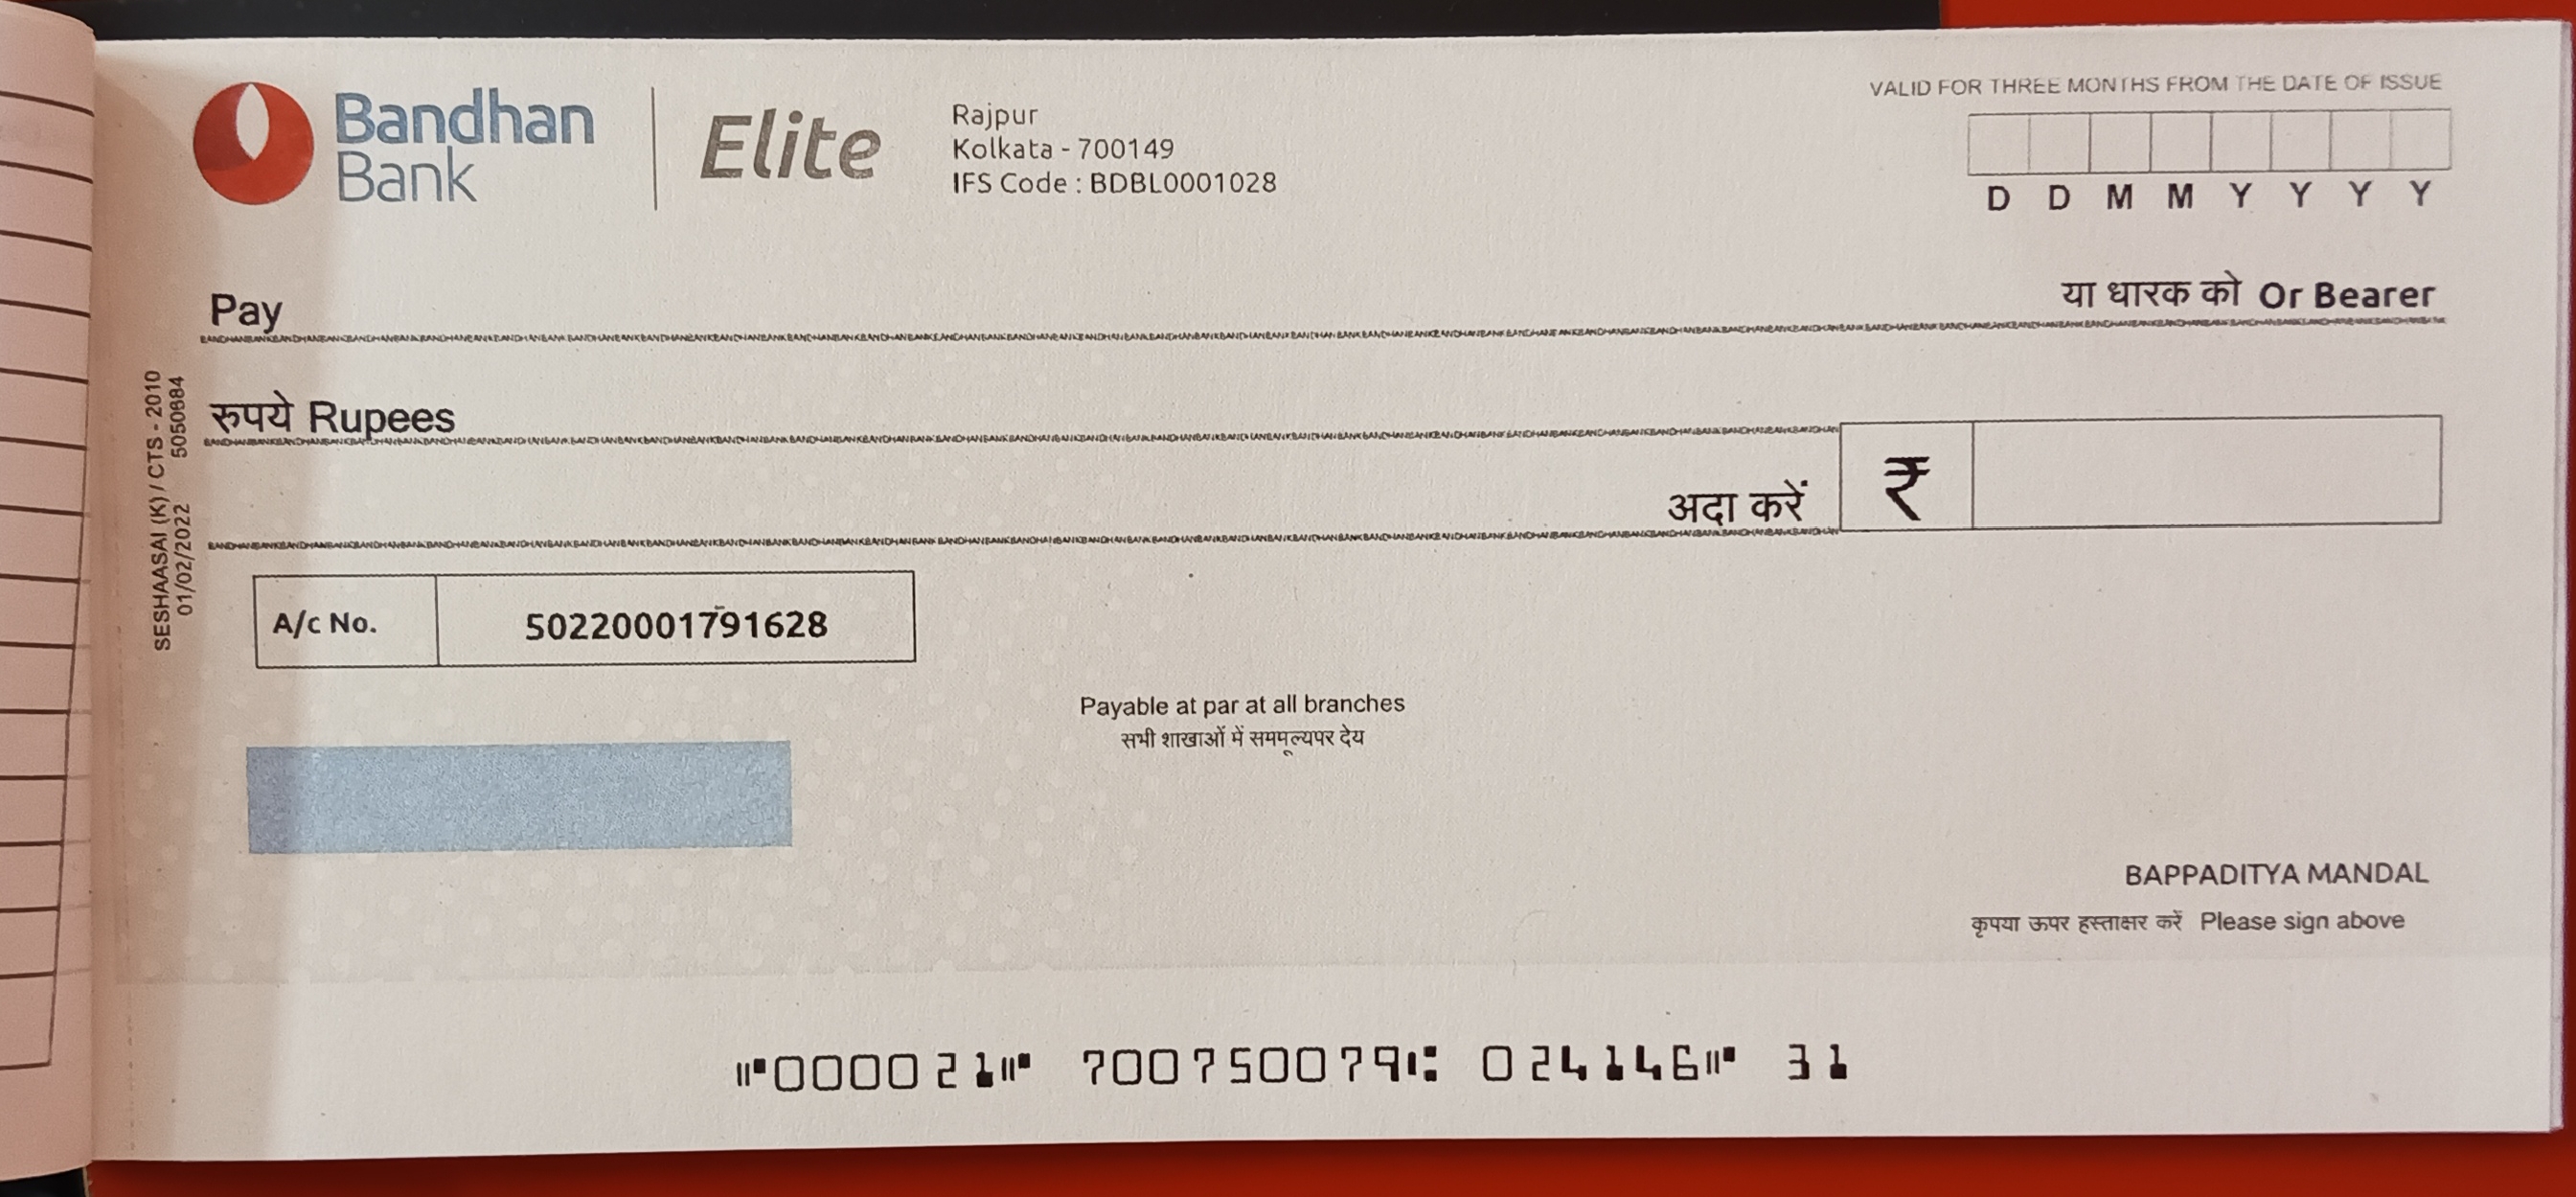 Bandhan
Bank
Elite
Rajpur
Kolkata - 700149
IFS Code : BDBL0001028
VALID FOR THREE MONTHS FROM THE DATE OF ISSUE
D D M M Y Y Y Y
Pay
या धारक को Or Bearer
रुपये Rupees
अदा करें
₹
A/c No.
50220001791628
SESHAASAI (K) / CTS - 2010
01/02/2022 5050884
Payable at par at all branches
सभी शाखाओं में सममूल्यपर देय
BAPPADITYA MANDAL
कृपया ऊपर हस्ताक्षर करें Please sign above
⑈000021⑈ 700750079⑆ 024146⑈ 31